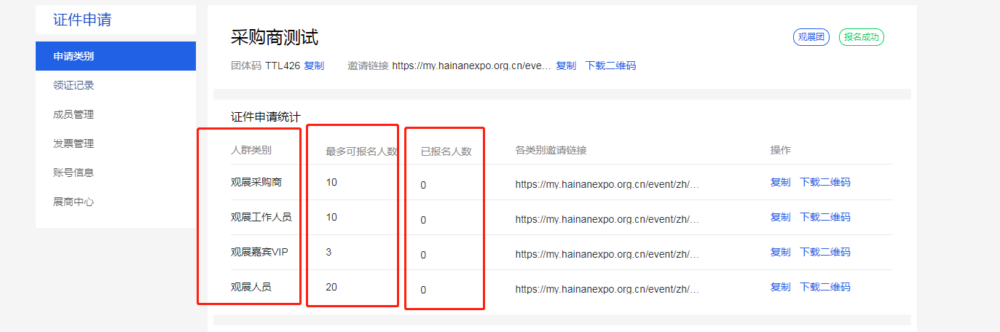 证件申请
申请类别
领证记录
成员管理
发票管理
账号信息
展商中心
采购商测试
观展团 报名成功
团体码 TTL426 复制 邀请链接 https://my.hainanexpo.org.cn/eve... 复制 下载二维码
证件申请统计
人群类别 最多可报名人数 已报名人数 各类别邀请链接 操作
观展采购商 10 0 https://my.hainanexpo.org.cn/event/zh/... 复制 下载二维码
观展工作人员 10 0 https://my.hainanexpo.org.cn/event/zh/... 复制 下载二维码
观展嘉宾VIP 3 0 https://my.hainanexpo.org.cn/event/zh/... 复制 下载二维码
观展人员 20 0 https://my.hainanexpo.org.cn/event/zh/... 复制 下载二维码